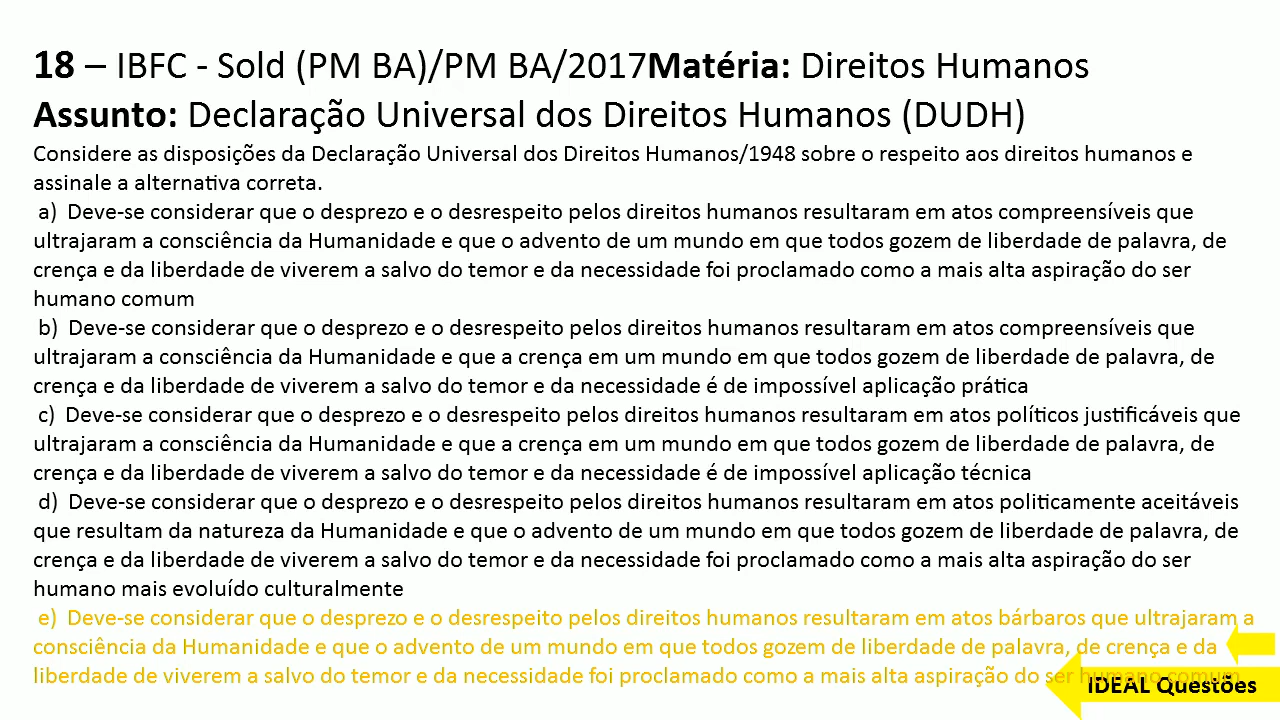 18 – IBFC - Sold (PM BA)/PM BA/2017Matéria: Direitos Humanos
Assunto: Declaração Universal dos Direitos Humanos (DUDH)
Considere as disposições da Declaração Universal dos Direitos Humanos/1948 sobre o respeito aos direitos humanos e
assinale a alternativa correta.
a) Deve-se considerar que o desprezo e o desrespeito pelos direitos humanos resultaram em atos compreensíveis que
ultrajaram a consciência da Humanidade e que o advento de um mundo em que todos gozem de liberdade de palavra, de
crença e da liberdade de viverem a salvo do temor e da necessidade foi proclamado como a mais alta aspiração do ser
humano comum
b) Deve-se considerar que o desprezo e o desrespeito pelos direitos humanos resultaram em atos compreensíveis que
ultrajaram a consciência da Humanidade e que a crença em um mundo em que todos gozem de liberdade de palavra, de
crença e da liberdade de viverem a salvo do temor e da necessidade é de impossível aplicação prática
c) Deve-se considerar que o desprezo e o desrespeito pelos direitos humanos resultaram em atos políticos justificáveis que
ultrajaram a consciência da Humanidade e que a crença em um mundo em que todos gozem de liberdade de palavra, de
crença e da liberdade de viverem a salvo do temor e da necessidade é de impossível aplicação técnica
d) Deve-se considerar que o desprezo e o desrespeito pelos direitos humanos resultaram em atos politicamente aceitáveis
que resultam da natureza da Humanidade e que o advento de um mundo em que todos gozem de liberdade de palavra, de
crença e da liberdade de viverem a salvo do temor e da necessidade foi proclamado como a mais alta aspiração do ser
humano mais evoluído culturalmente
e) Deve-se considerar que o desprezo e o desrespeito pelos direitos humanos resultaram em atos bárbaros que ultrajaram a
consciência da Humanidade e que o advento de um mundo em que todos gozem de liberdade de palavra, de crença e da
liberdade de viverem a salvo do temor e da necessidade foi proclamado como a mais alta aspiração do ser humano comum
IDEAL Questões